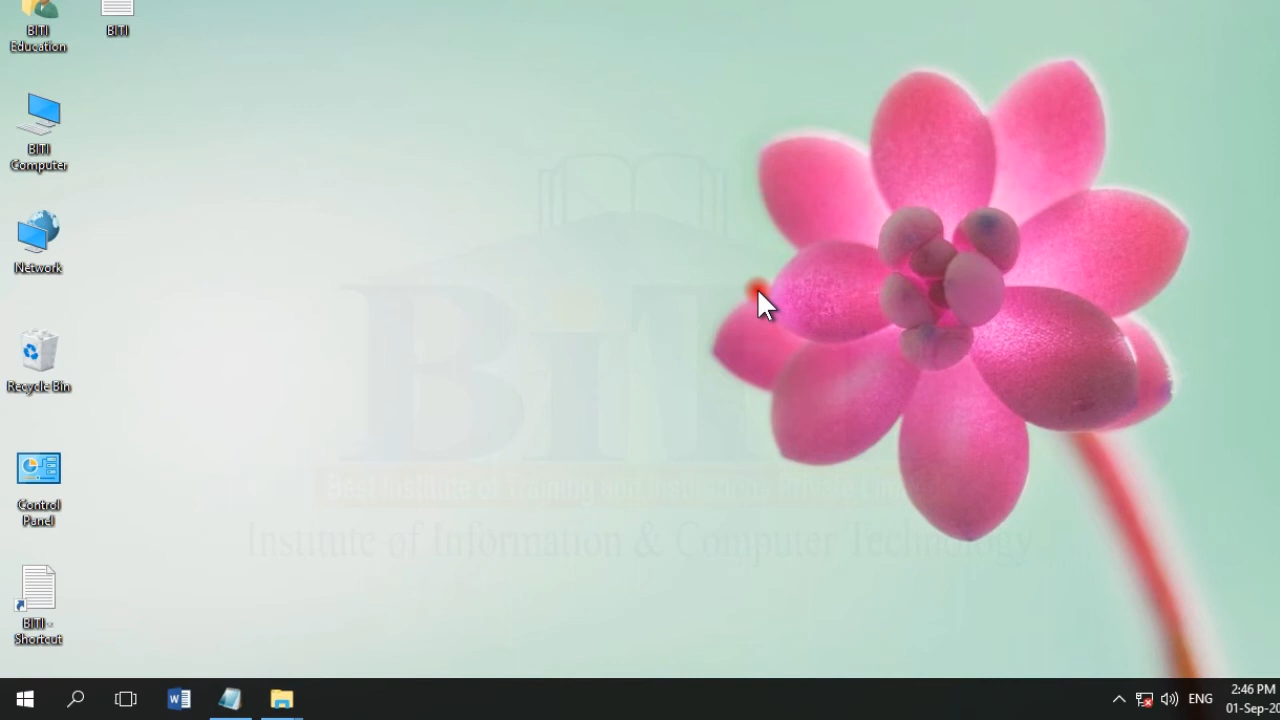 BITI
Education
BITI
BITI
Computer
Network
Recycle Bin
Control
Panel
BITI -
Shortcut
BiTI
Institute of Information & Computer Technology
ENG
2:46 PM
01-Sep-20